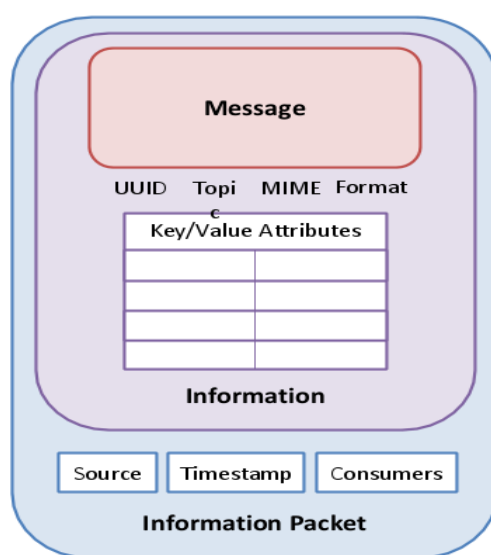 Message
UUID Topi MIME Format
c
Key/Value Attributes
Information
Source Timestamp Consumers
Information Packet